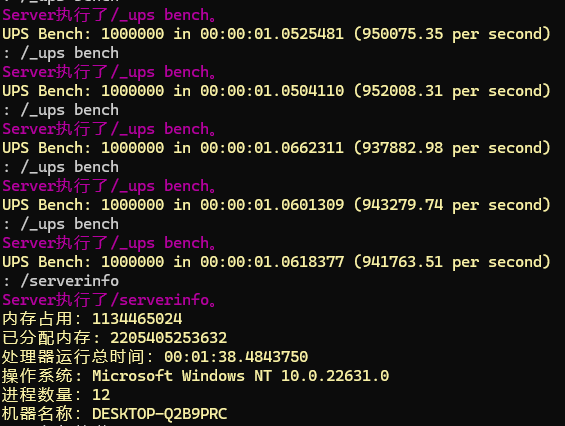 : /_ups bench
Server执行了/_ups bench。
UPS Bench: 1000000 in 00:00:01.0525481 (950075.35 per second)
: /_ups bench
Server执行了/_ups bench。
UPS Bench: 1000000 in 00:00:01.0504110 (952008.31 per second)
: /_ups bench
Server执行了/_ups bench。
UPS Bench: 1000000 in 00:00:01.0662311 (937882.98 per second)
: /_ups bench
Server执行了/_ups bench。
UPS Bench: 1000000 in 00:00:01.0601309 (943279.74 per second)
: /_ups bench
Server执行了/_ups bench。
UPS Bench: 1000000 in 00:00:01.0618377 (941763.51 per second)
: /serverinfo
Server执行了/serverinfo。
内存占用: 1134465024
已分配内存: 2205405253632
处理器运行总时间: 00:01:38.4843750
操作系统: Microsoft Windows NT 10.0.22631.0
进程数量: 12
机器名称: DESKTOP-Q2B9PRC